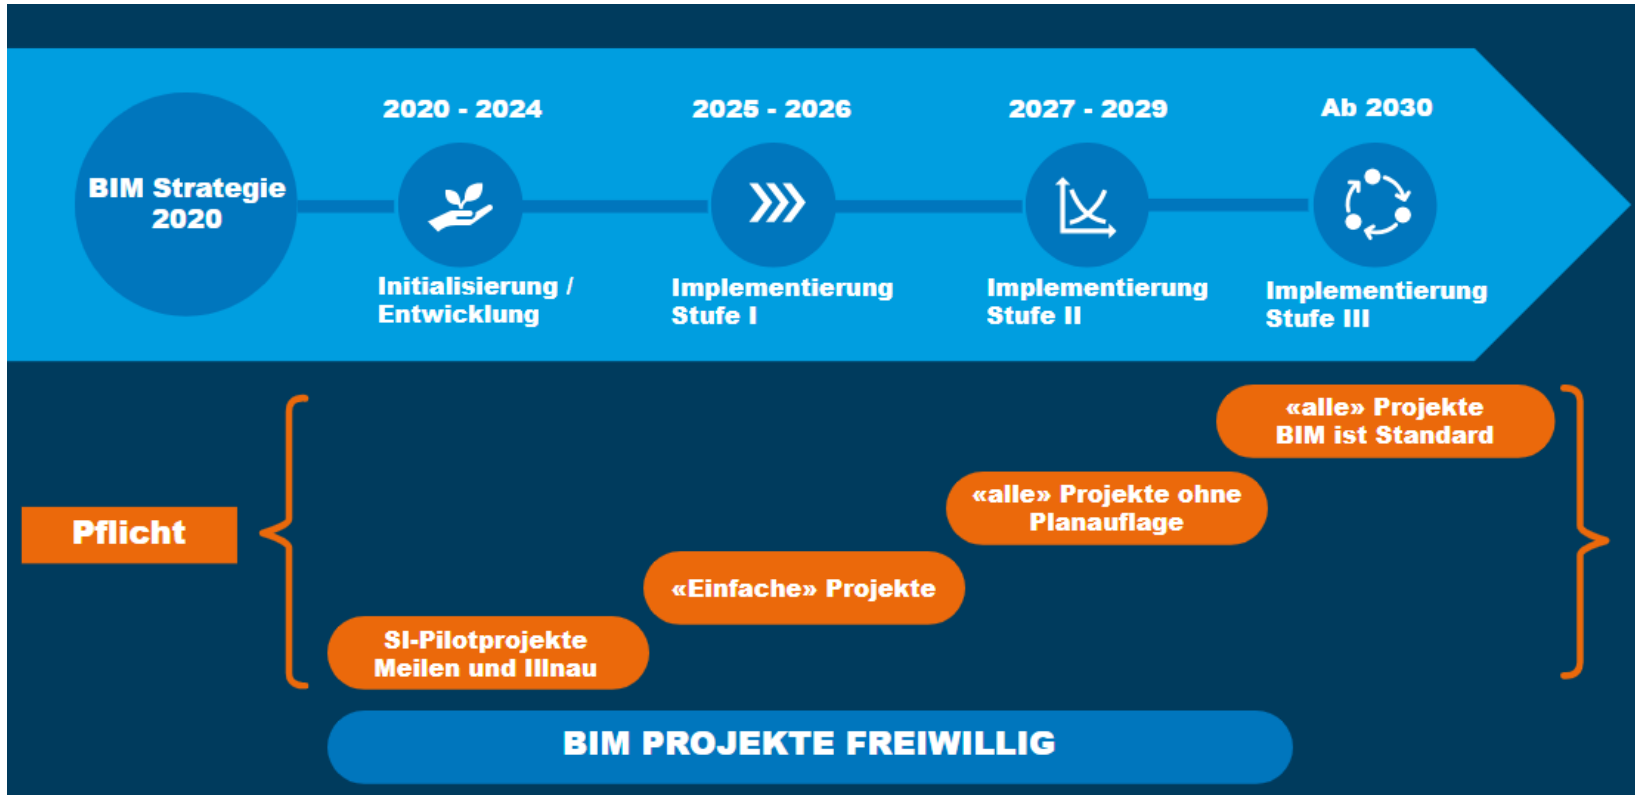 BIM Strategie
2020
2020 - 2024
Initialisierung /
Entwicklung
2025 - 2026
Implementierung
Stufe I
2027 - 2029
Implementierung
Stufe II
Ab 2030
Implementierung
Stufe III
Pflicht
«alle» Projekte
BIM ist Standard
«alle» Projekte ohne
Planauflage
«Einfache» Projekte
SI-Pilotprojekte
Meilen und Illnau
BIM PROJEKTE FREIWILLIG